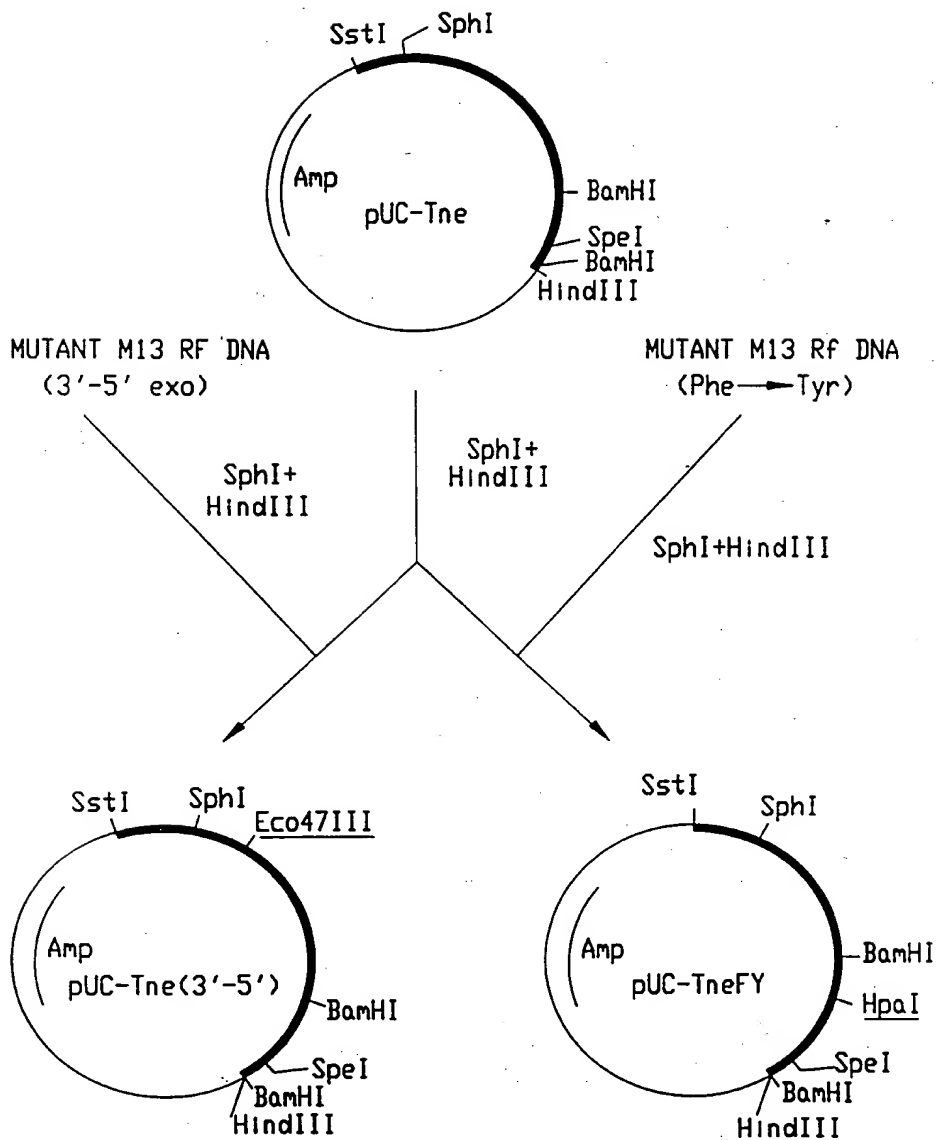 SstI
SphI
Amp
pUC-Tne
BamHI
SpeI
BamHI
HindIII
MUTANT M13 RF DNA
(3'-5' exo)
MUTANT M13 Rf DNA
(Phe → Tyr)
SphI+
HindIII
SphI+
HindIII
SphI+HindIII
SstI
SphI
Eco47III
Amp
pUC-Tne(3'-5')
BamHI
SpeI
BamHI
HindIII
SstI
SphI
Amp
pUC-TneFY
BamHI
HpaI
SpeI
BamHI
HindIII